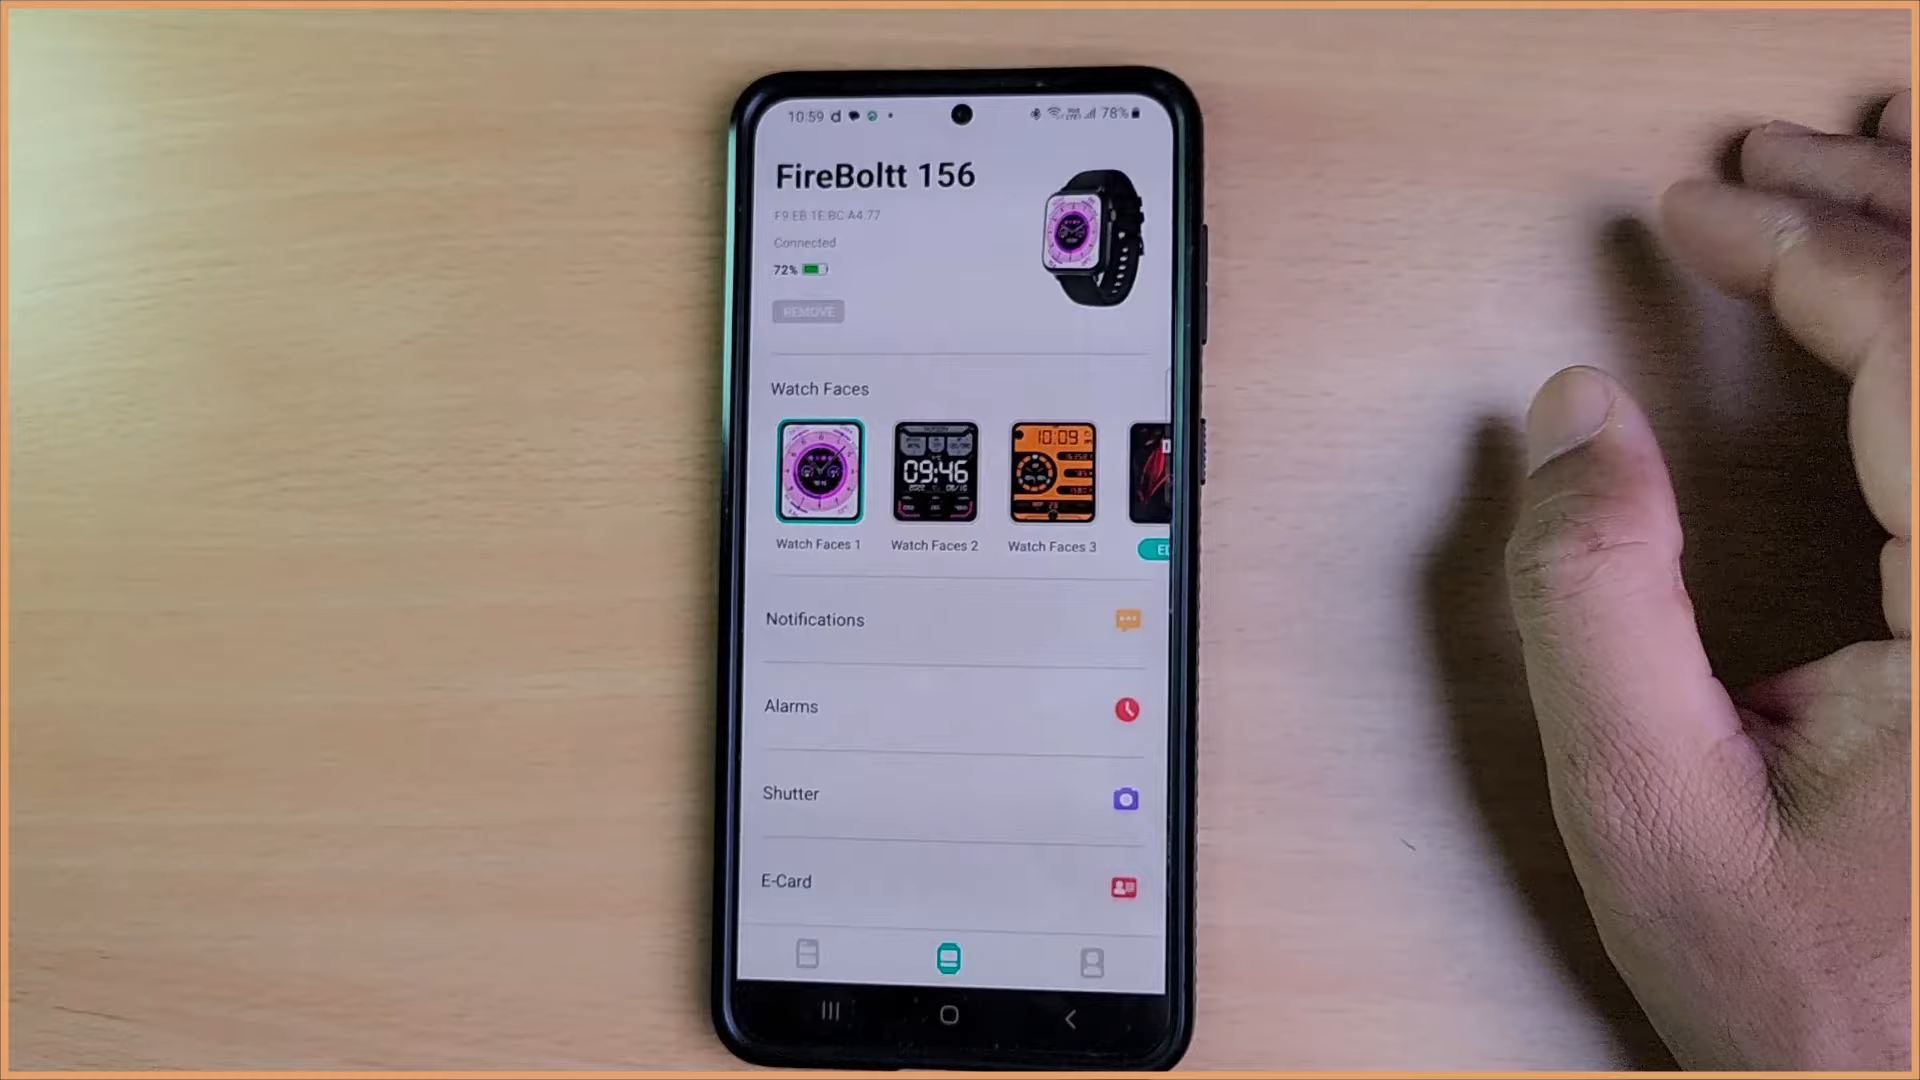 10:59
78%
FireBoltt 156
F9:EB:1E:BC:A4:77
Connected
72%
REMOVE
Watch Faces
09:46
10:09
Watch Faces 1
Watch Faces 2
Watch Faces 3
Notifications
Alarms
Shutter
E-Card